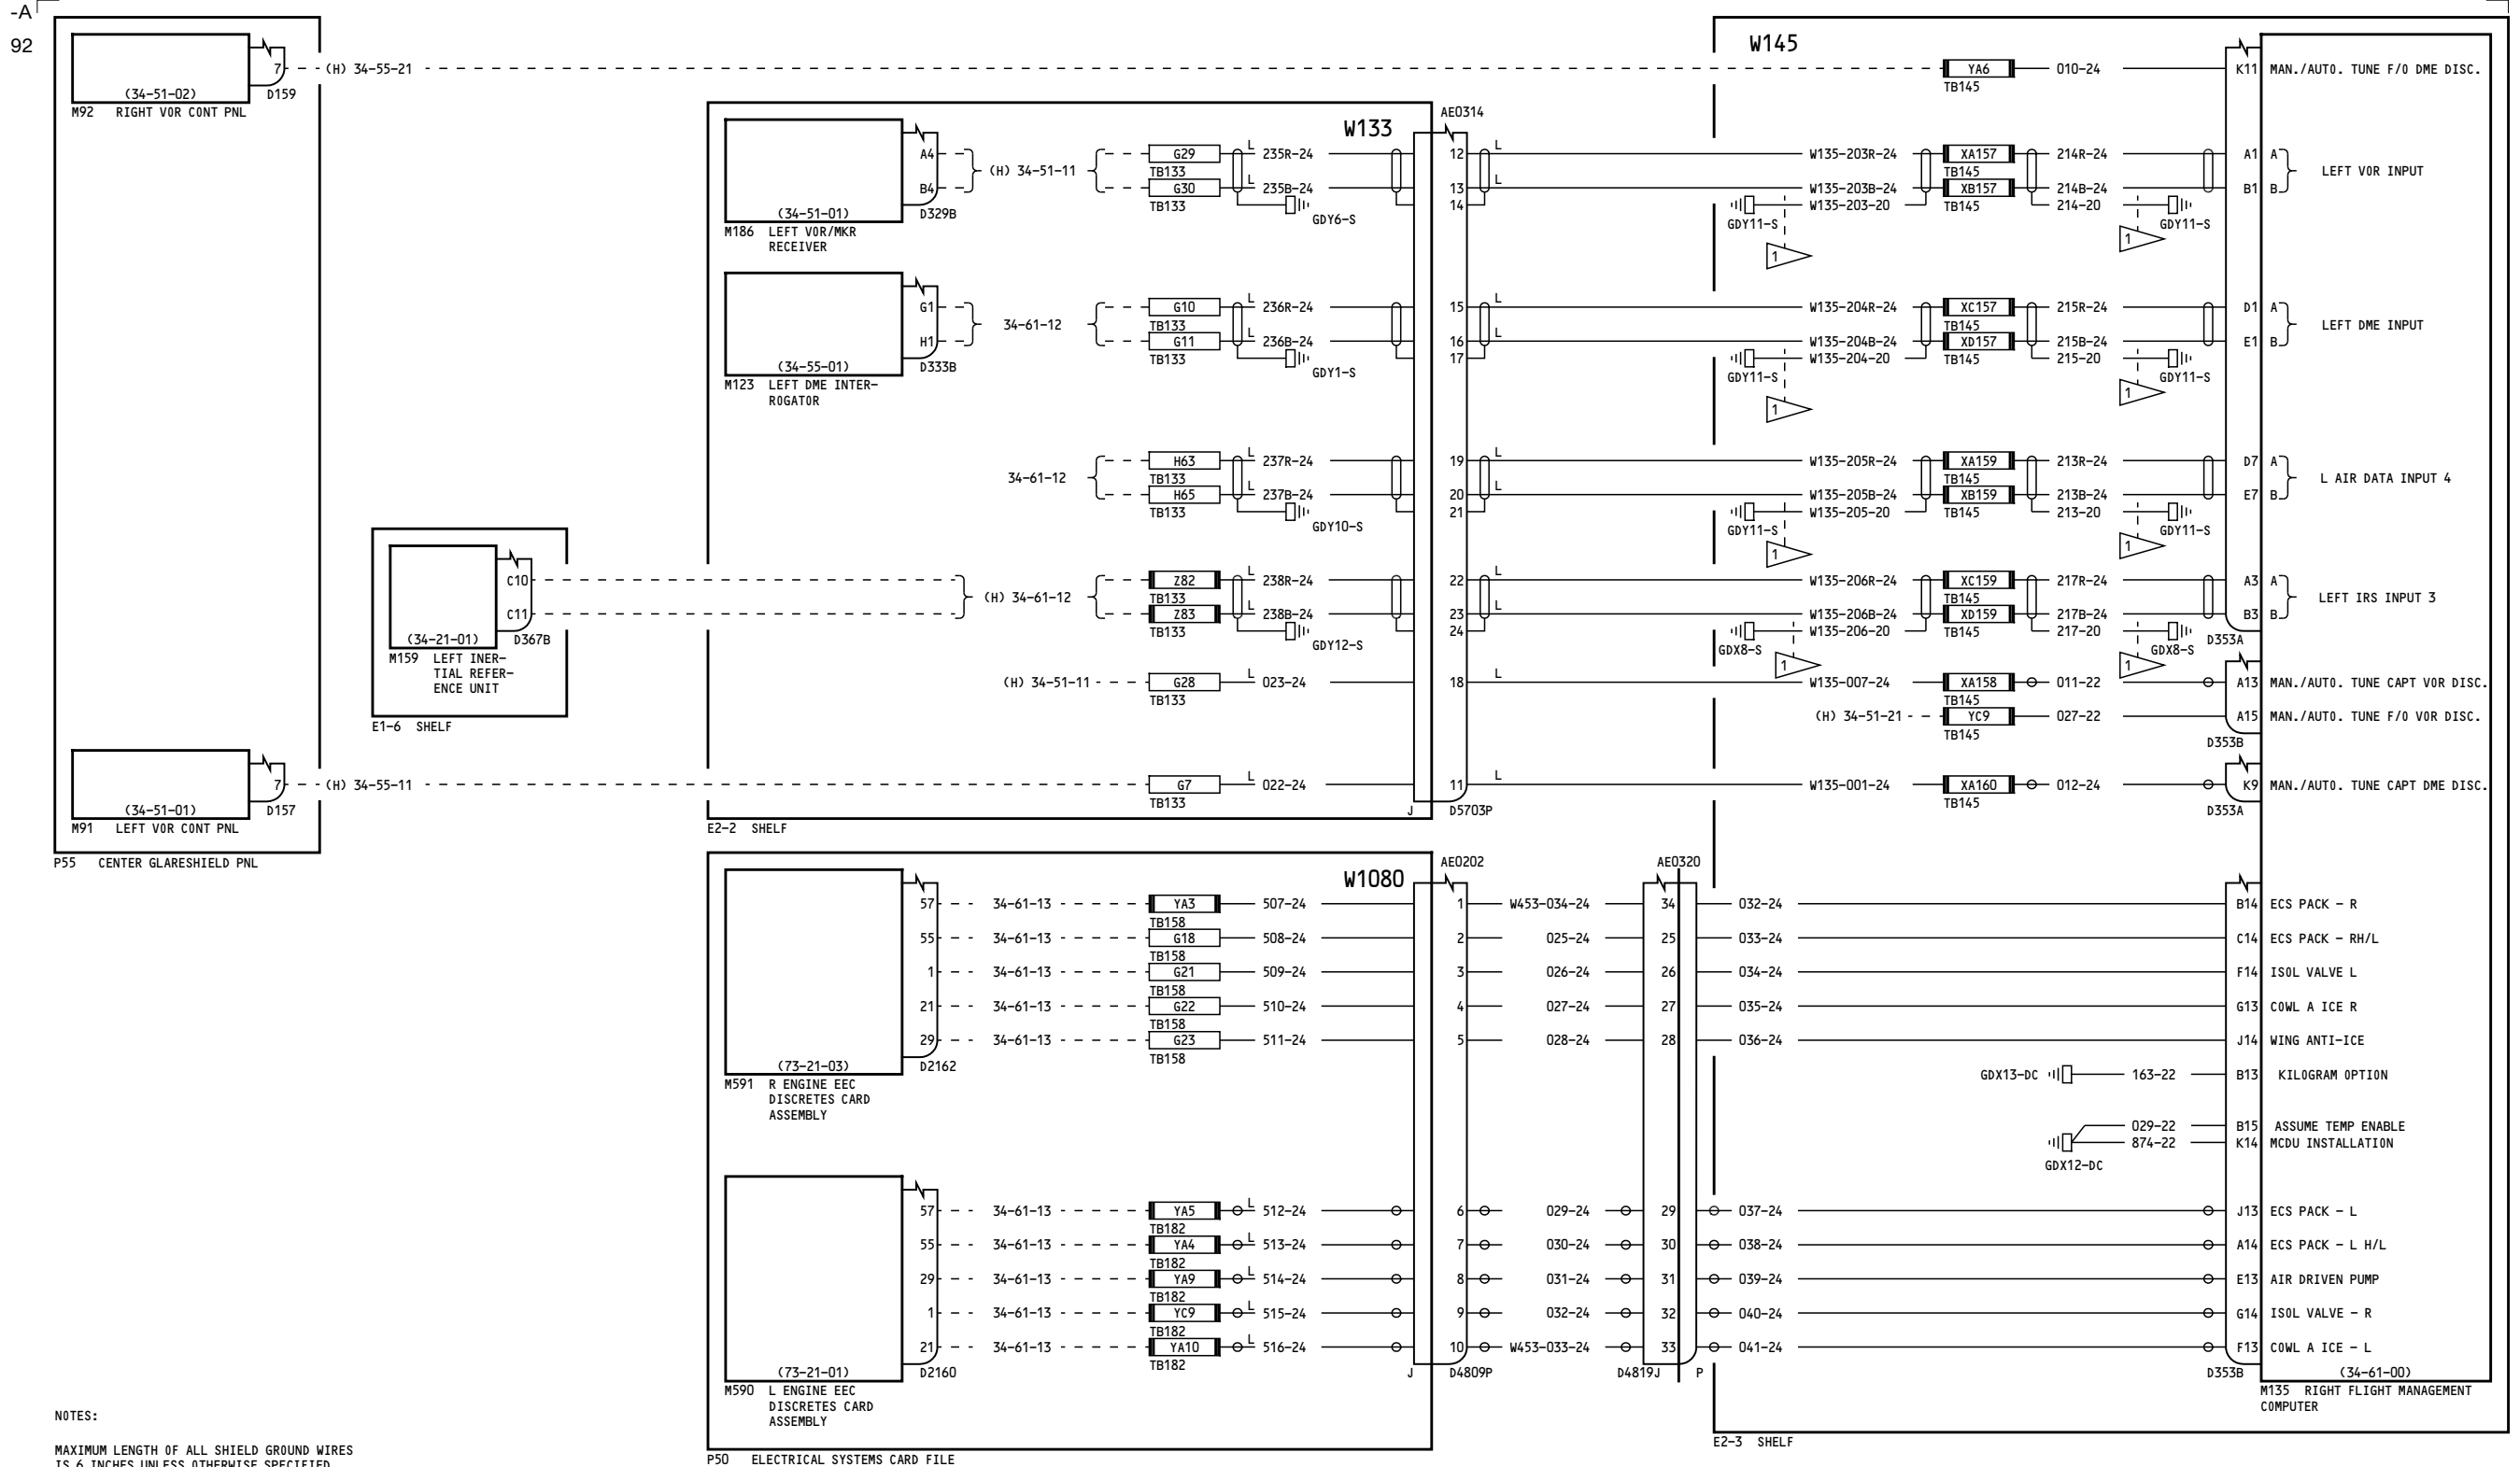 -A
92
(34-51-02)
7
D159
M92 RIGHT VOR CONT PNL
(H) 34-55-21
W145
YA6
TB145
010-24
K11 MAN./AUTO. TUNE F/O DME DISC.
W133
AE0314
A4
B4
(34-51-01)
D329B
M186 LEFT VOR/MKR
RECEIVER
(H) 34-51-11
G29
TB133
G30
TB133
L 235R-24
L 235B-24
GDY6-S
12 L
13 L
14
W135-203R-24
W135-203B-24
W135-203-20
GDY11-S
1
XA157
TB145
XB157
TB145
214R-24
214B-24
214-20
GDY11-S
1
A1 A
B1 B
LEFT VOR INPUT
G1
H1
(34-55-01)
D333B
M123 LEFT DME INTER-
ROGATOR
34-61-12
G10
TB133
G11
TB133
L 236R-24
L 236B-24
GDY1-S
15 L
16 L
17
W135-204R-24
W135-204B-24
W135-204-20
GDY11-S
1
XC157
TB145
XD157
TB145
215R-24
215B-24
215-20
GDY11-S
1
D1 A
E1 B
LEFT DME INPUT
34-61-12
H63
TB133
H65
TB133
L 237R-24
L 237B-24
GDY10-S
19 L
20 L
21
W135-205R-24
W135-205B-24
W135-205-20
GDY11-S
1
XA159
TB145
XB159
TB145
213R-24
213B-24
213-20
GDY11-S
1
D7 A
E7 B
L AIR DATA INPUT 4
C10
C11
(34-21-01)
D367B
M159 LEFT INER-
TIAL REFER-
ENCE UNIT
E1-6 SHELF
(H) 34-61-12
Z82
TB133
Z83
TB133
L 238R-24
L 238B-24
GDY12-S
22 L
23 L
24
W135-206R-24
W135-206B-24
W135-206-20
GDX8-S
1
XC159
TB145
XD159
TB145
217R-24
217B-24
217-20
GDX8-S
1
A3 A
B3 B
LEFT IRS INPUT 3
D353A
(H) 34-51-11
G28
TB133
L 023-24
18 L
W135-007-24
XA158
TB145
011-22
A13 MAN./AUTO. TUNE CAPT VOR DISC.
(H) 34-51-21
YC9
TB145
027-22
A15 MAN./AUTO. TUNE F/O VOR DISC.
D353B
7
(34-51-01)
D157
M91 LEFT VOR CONT PNL
P55 CENTER GLARESHIELD PNL
(H) 34-55-11
G7
TB133
L 022-24
11 L
J D5703P
E2-2 SHELF
W135-001-24
XA160
TB145
012-24
K9 MAN./AUTO. TUNE CAPT DME DISC.
D353A
W1080
AE0202
AE0320
57 34-61-13 YA3 507-24 1 W453-034-24 34 032-24 B14 ECS PACK - R
TB158
55 34-61-13 G18 508-24 2 025-24 25 033-24 C14 ECS PACK - RH/L
TB158
1 34-61-13 G21 509-24 3 026-24 26 034-24 F14 ISOL VALVE L
TB158
21 34-61-13 G22 510-24 4 027-24 27 035-24 G13 COWL A ICE R
TB158
29 34-61-13 G23 511-24 5 028-24 28 036-24 J14 WING ANTI-ICE
TB158
(73-21-03)
D2162
M591 R ENGINE EEC
DISCRETES CARD
ASSEMBLY
GDX13-DC 163-22 B13 KILOGRAM OPTION
029-22 B15 ASSUME TEMP ENABLE
874-22 K14 MCDU INSTALLATION
GDX12-DC
57 34-61-13 YA5 L 512-24 6 029-24 29 037-24 J13 ECS PACK - L
TB182
55 34-61-13 YA4 L 513-24 7 030-24 30 038-24 A14 ECS PACK - L H/L
TB182
29 34-61-13 YA9 L 514-24 8 031-24 31 039-24 E13 AIR DRIVEN PUMP
TB182
1 34-61-13 YC9 L 515-24 9 032-24 32 040-24 G14 ISOL VALVE - R
TB182
21 34-61-13 YA10 L 516-24 10 W453-033-24 33 041-24 F13 COWL A ICE - L
TB182
(73-21-01)
D2160
J D4809P
D4819J P
D353B
(34-61-00)
M590 L ENGINE EEC
DISCRETES CARD
ASSEMBLY
M135 RIGHT FLIGHT MANAGEMENT
COMPUTER
E2-3 SHELF
P50 ELECTRICAL SYSTEMS CARD FILE
NOTES:
MAXIMUM LENGTH OF ALL SHIELD GROUND WIRES
IS 6 INCHES UNLESS OTHERWISE SPECIFIED